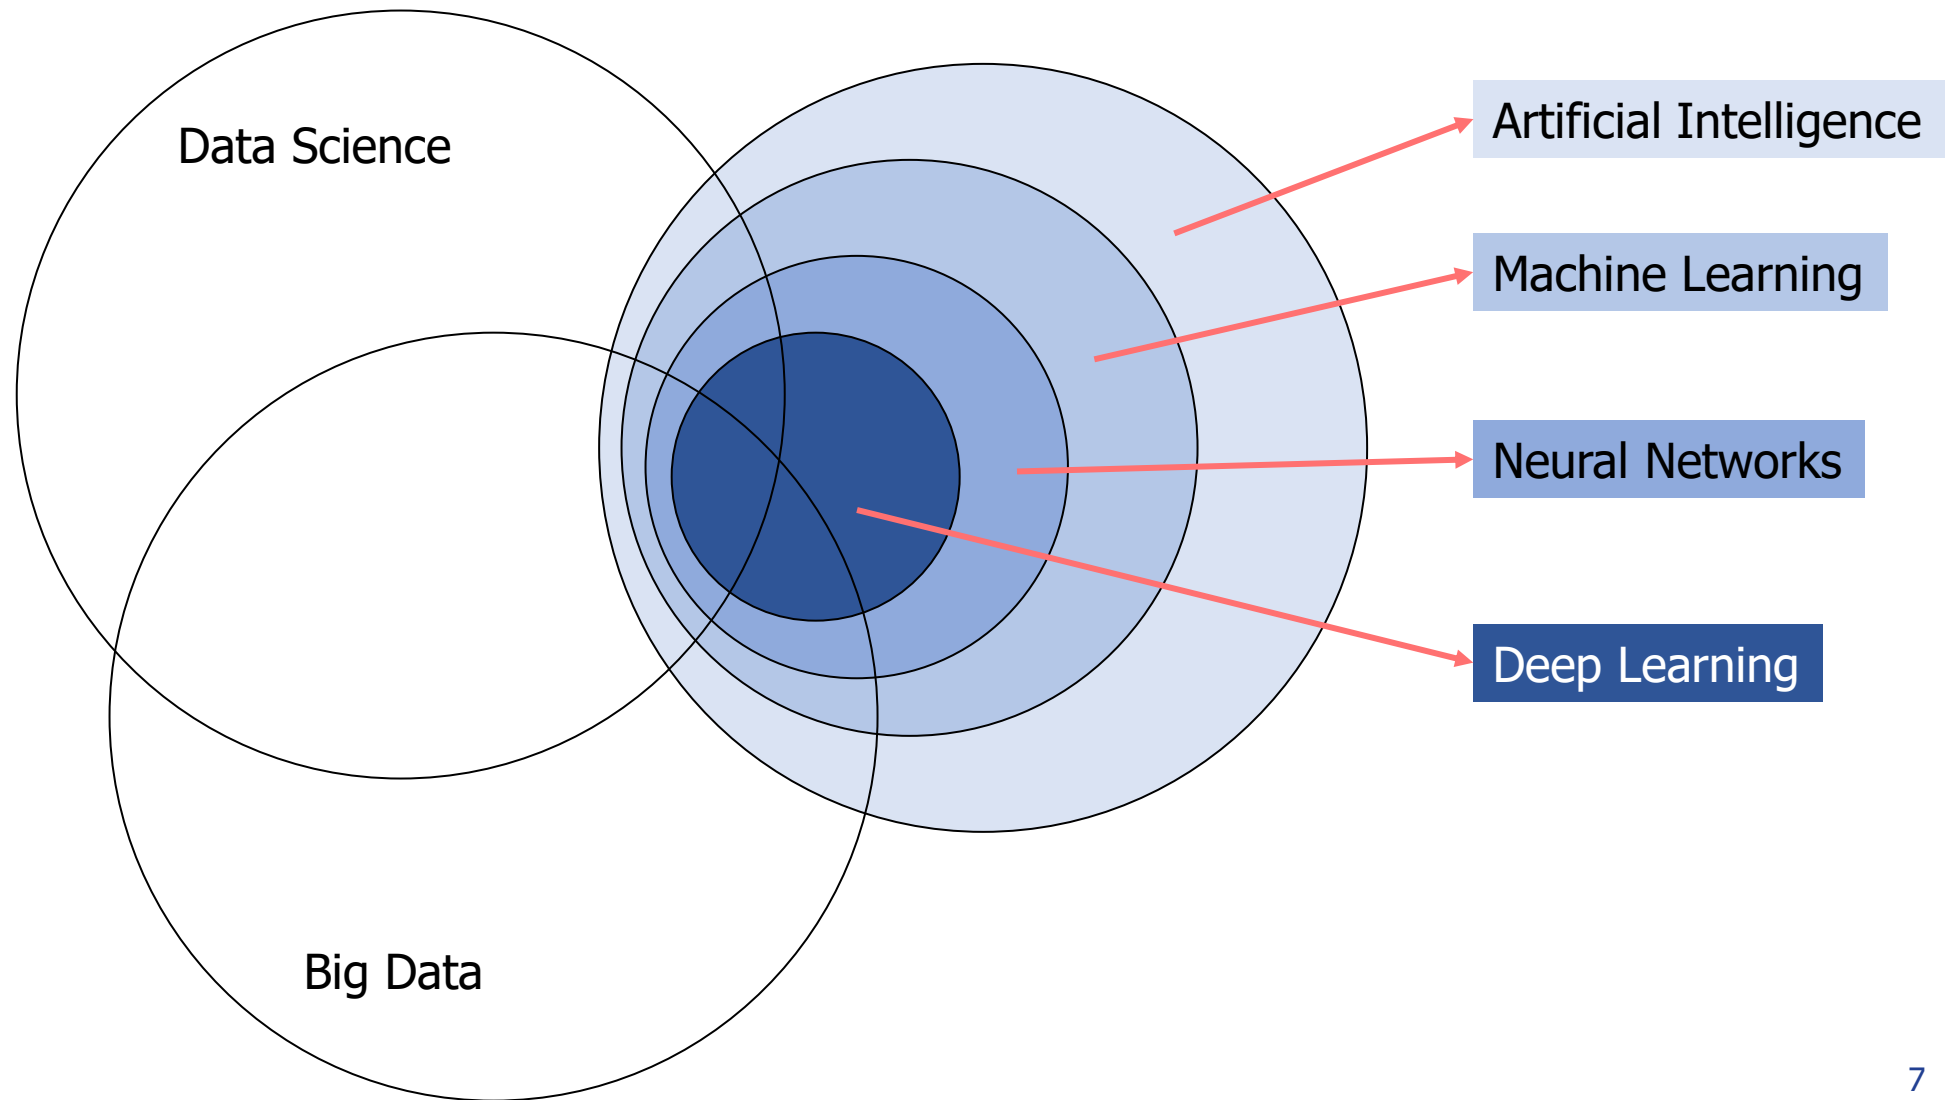 Data Science
Artificial Intelligence
Machine Learning
Neural Networks
Deep Learning
Big Data
7